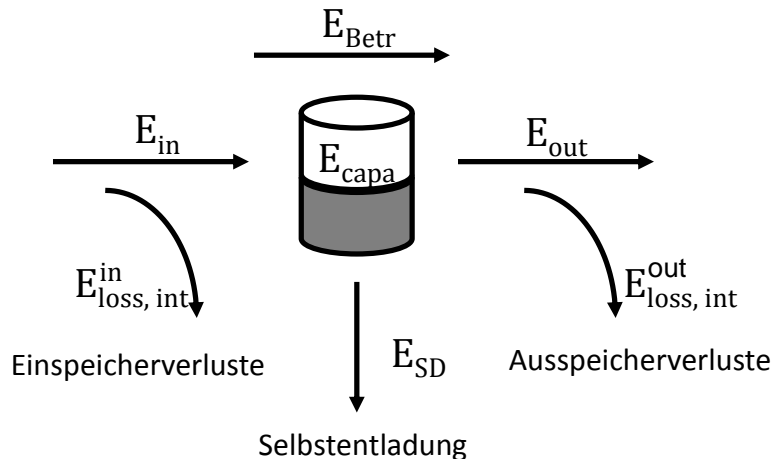 E_Betr
E_in
E_capa
E_out
E^in_loss, int
E^out_loss, int
Einspeicherverluste
E_SD
Ausspeicherverluste
Selbstentladung